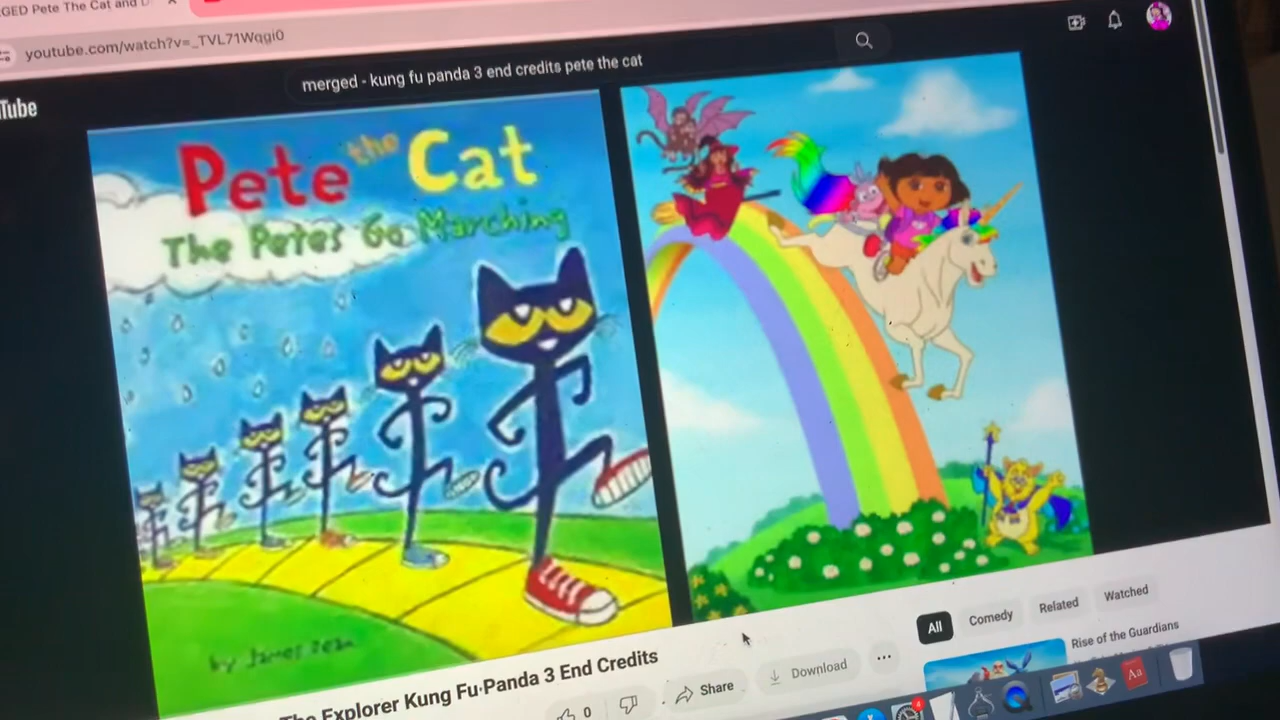 GED Pete The Cat and D
youtube.com/watch?v=_TVL71Wqgi0
Tube
merged - kung fu panda 3 end credits pete the cat
Pete the Cat
The Petes Go Marching
by James Dean
The Explorer Kung Fu Panda 3 End Credits
0
Share
Download
All
Comedy
Related
Watched
Rise of the Guardians
4
Aa